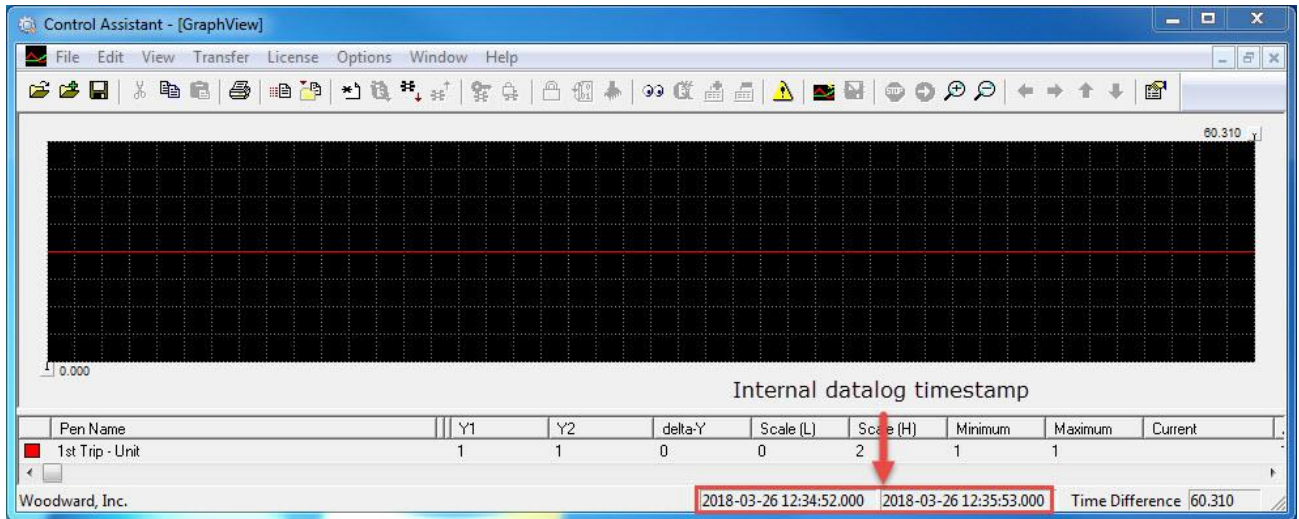 Control Assistant - [GraphView]
File Edit View Transfer License Options Window Help
60.310
0.000
Internal datalog timestamp
Pen Name Y1 Y2 delta-Y Scale (L) Scale (H) Minimum Maximum Current
1st Trip - Unit 1 1 0 0 2 1 1
Woodward, Inc. 2018-03-26 12:34:52.000 2018-03-26 12:35:53.000 Time Difference 60.310